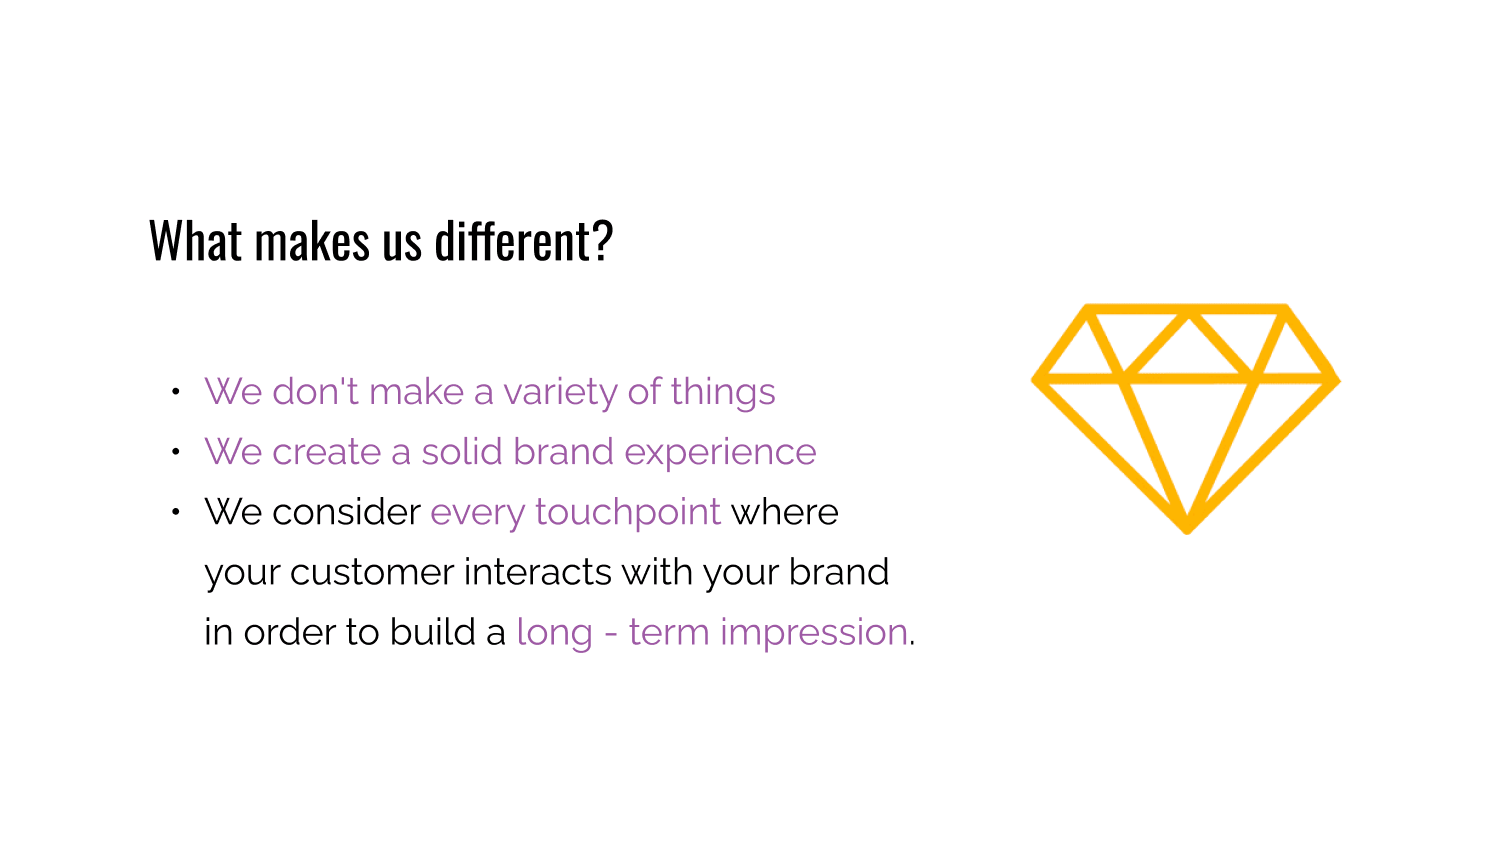 What makes us different?
• We don't make a variety of things
• We create a solid brand experience
• We consider every touchpoint where
your customer interacts with your brand
in order to build a long - term impression.